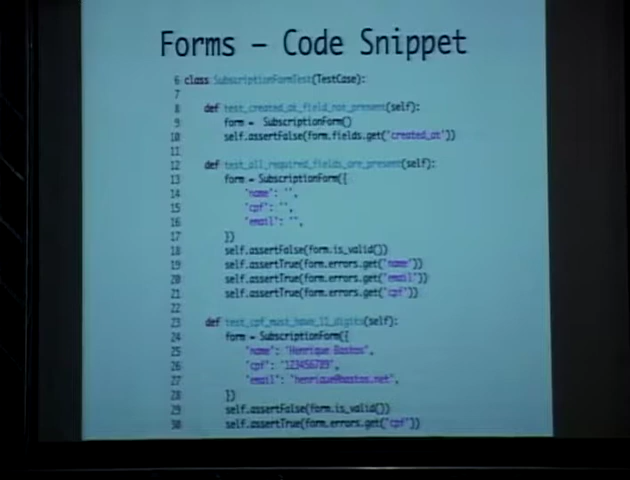 Forms – Code Snippet
6 class SubscriptionFormTest(TestCase):
7
8 def test_created_at_field_not_present(self):
9 form = SubscriptionForm()
10 self.assertFalse(form.fields.get('created_at'))
11
12 def test_all_required_fields_are_present(self):
13 form = SubscriptionForm({
14 'name': '',
15 'cpf': '',
16 'email': '',
17 })
18 self.assertFalse(form.is_valid())
19 self.assertTrue(form.errors.get('name'))
20 self.assertTrue(form.errors.get('email'))
21 self.assertTrue(form.errors.get('cpf'))
22
23 def test_cpf_must_have_11_digits(self):
24 form = SubscriptionForm({
25 'name': 'Henrique Bastos',
26 'cpf': '123456789',
27 'email': 'henrique@bastos.net',
28 })
29 self.assertFalse(form.is_valid())
30 self.assertTrue(form.errors.get('cpf'))